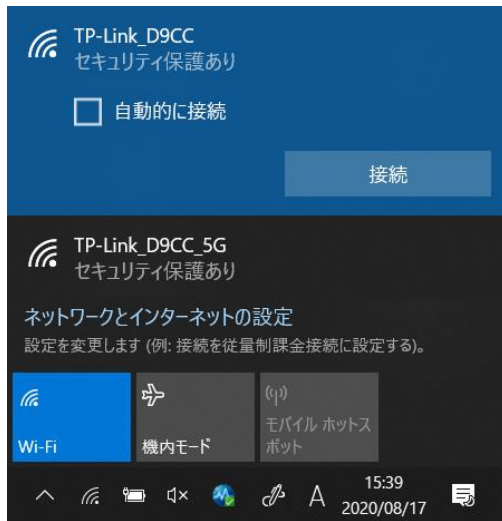 TP-Link_D9CC
セキュリティ保護あり
自動的に接続
接続
TP-Link_D9CC_5G
セキュリティ保護あり
ネットワークとインターネットの設定
設定を変更します (例: 接続を従量制課金接続に設定する)。
Wi-Fi
機内モード
モバイル ホットス
ポット
A
15:39
2020/08/17